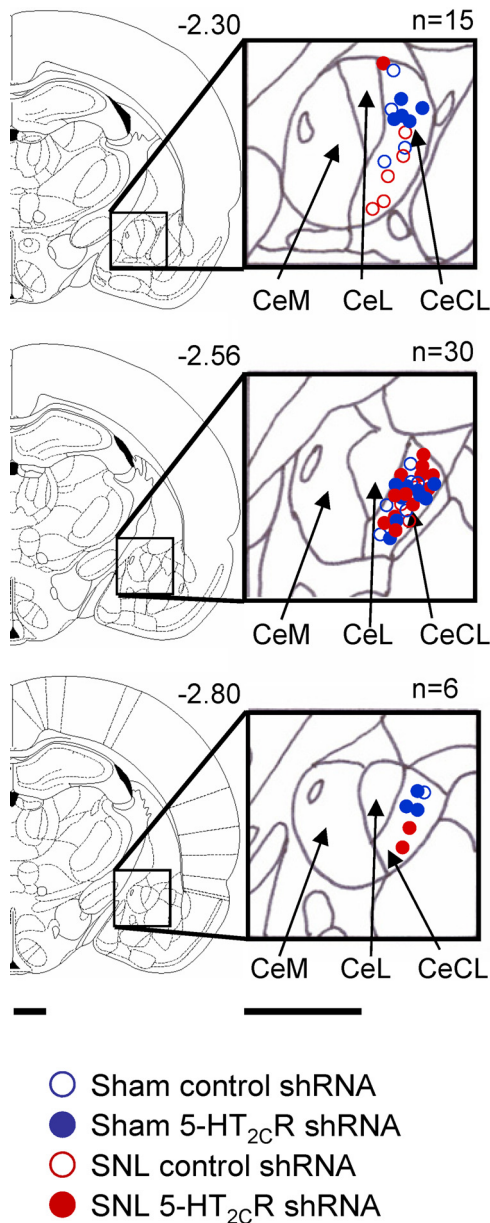 -2.30 n=15
CeM CeL CeCL
-2.56 n=30
CeM CeL CeCL
-2.80 n=6
CeM CeL CeCL
Sham control shRNA
Sham 5-HT2CR shRNA
SNL control shRNA
SNL 5-HT2CR shRNA